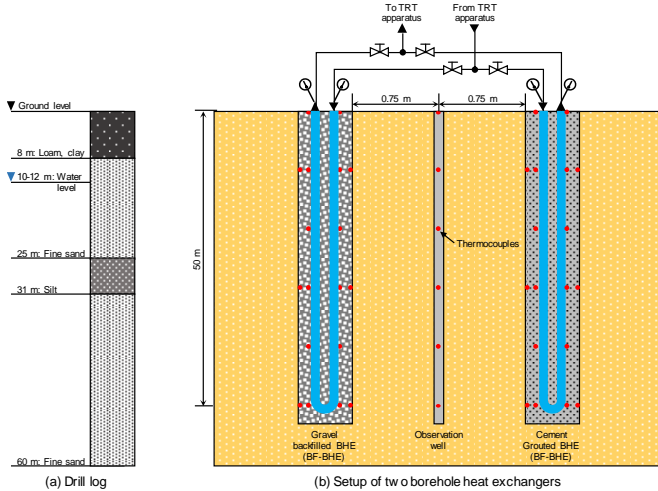 To TRT
apparatus
From TRT
apparatus
Ground level
0.75 m
0.75 m
8 m: Loam, clay
10-12 m: Water
level
50 m
Thermocouples
25 m: Fine sand
31 m: Silt
60 m: Fine sand
Gravel
backfilled BHE
(BF-BHE)
Observation
well
Cement
Grouted BHE
(BF-BHE)
(a) Drill log
(b) Setup of two borehole heat exchangers